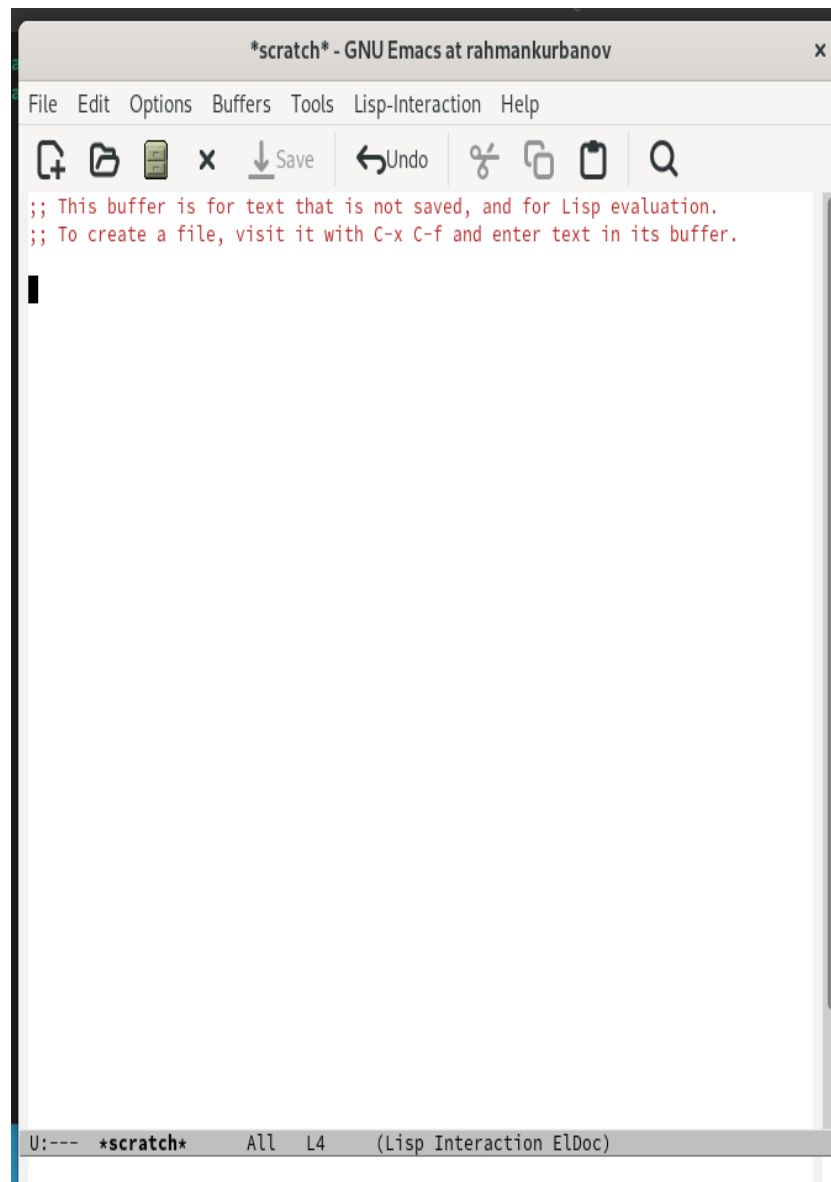 *scratch* - GNU Emacs at rahmankurbanov ×
File Edit Options Buffers Tools Lisp-Interaction Help
Save Undo
;; This buffer is for text that is not saved, and for Lisp evaluation.
;; To create a file, visit it with C-x C-f and enter text in its buffer.
U:--- *scratch* All L4 (Lisp Interaction ElDoc)